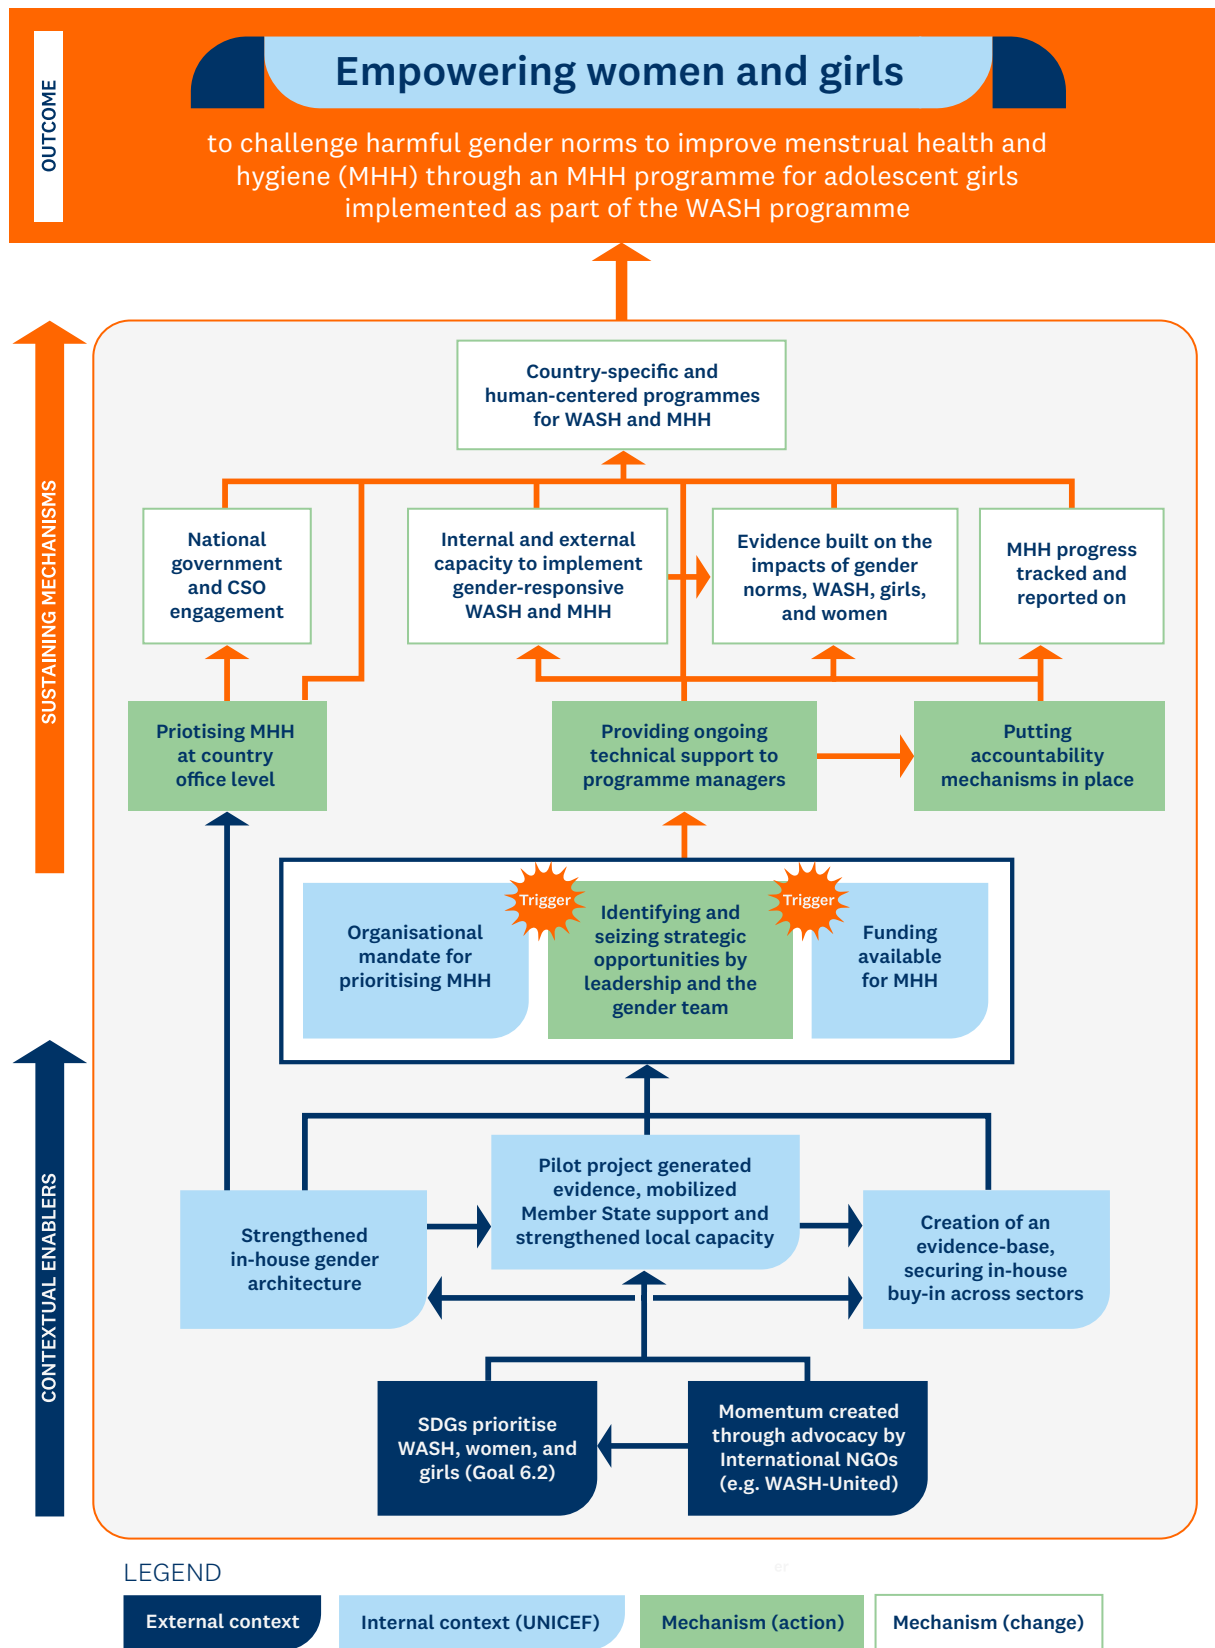 OUTCOME
Empowering women and girls
to challenge harmful gender norms to improve menstrual health and
hygiene (MHH) through an MHH programme for adolescent girls
implemented as part of the WASH programme
SUSTAINING MECHANISMS
Country-specific and
human-centered programmes
for WASH and MHH
National
government
and CSO
engagement
Internal and external
capacity to implement
gender-responsive
WASH and MHH
Evidence built on the
impacts of gender
norms, WASH, girls,
and women
MHH progress
tracked and
reported on
Priotising MHH
at country
office level
Providing ongoing
technical support to
programme managers
Putting
accountability
mechanisms in place
Organisational
mandate for
prioritising MHH
Trigger
Identifying and
seizing strategic
opportunities by
leadership and the
gender team
Trigger
Funding
available
for MHH
CONTEXTUAL ENABLERS
Strengthened
in-house gender
architecture
Pilot project generated
evidence, mobilized
Member State support and
strengthened local capacity
Creation of an
evidence-base,
securing in-house
buy-in across sectors
SDGs prioritise
WASH, women, and
girls (Goal 6.2)
Momentum created
through advocacy by
International NGOs
(e.g. WASH-United)
LEGEND
er
External context
Internal context (UNICEF)
Mechanism (action)
Mechanism (change)